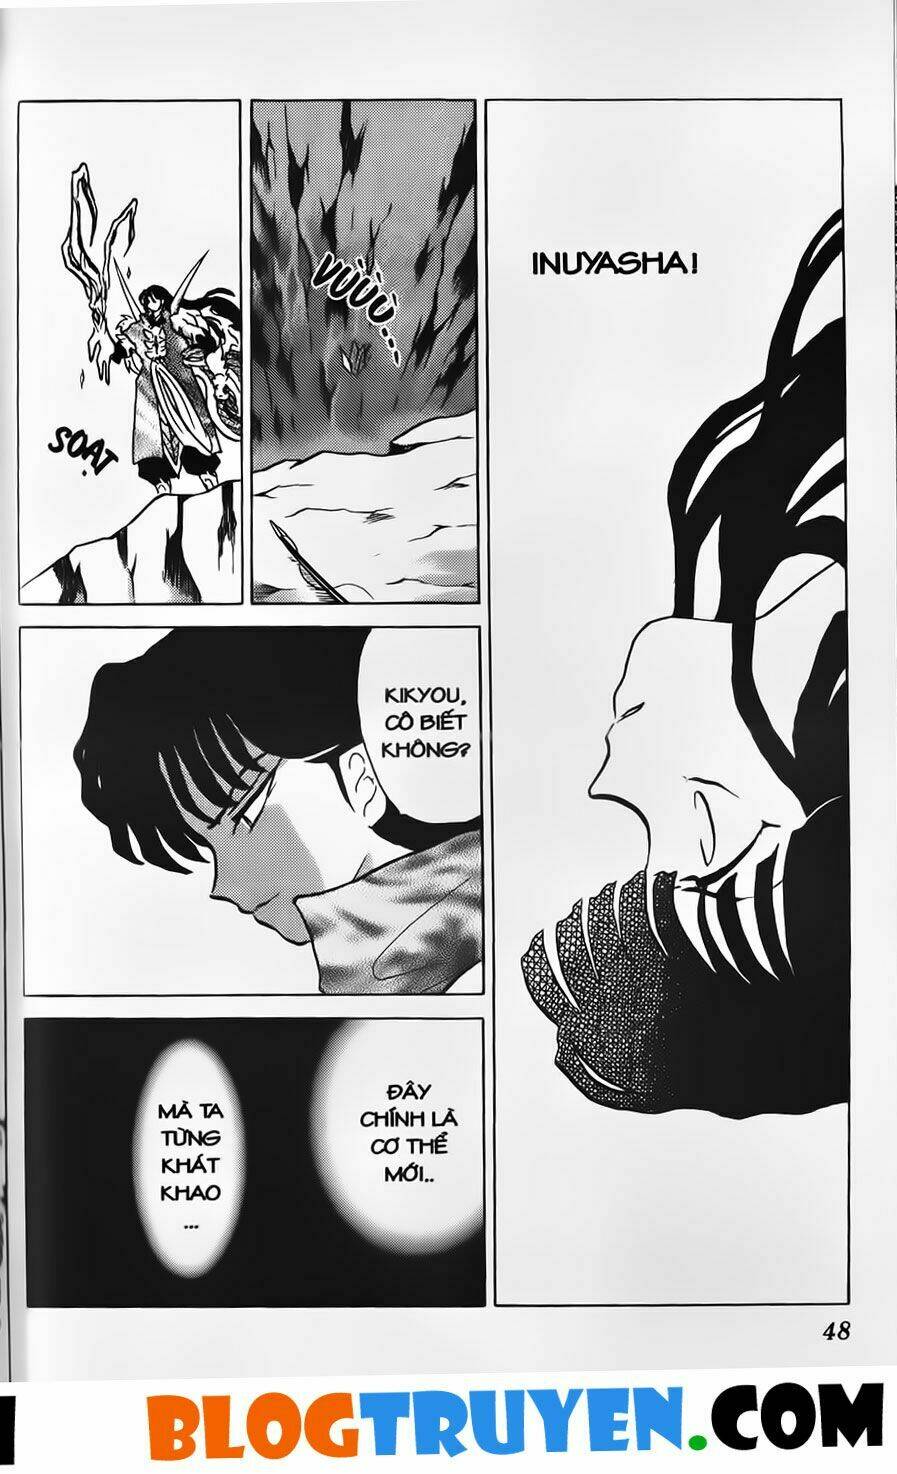 INUYASHA!
VÙÙÙ...
SOẠT
KIKYOU,
CÔ BIẾT
KHÔNG?
ĐÂY
CHÍNH LÀ
CƠ THỂ
MỚI..
MÀ TA
TỪNG
KHÁT
KHAO
...
48
BLOGTRUYEN.COM